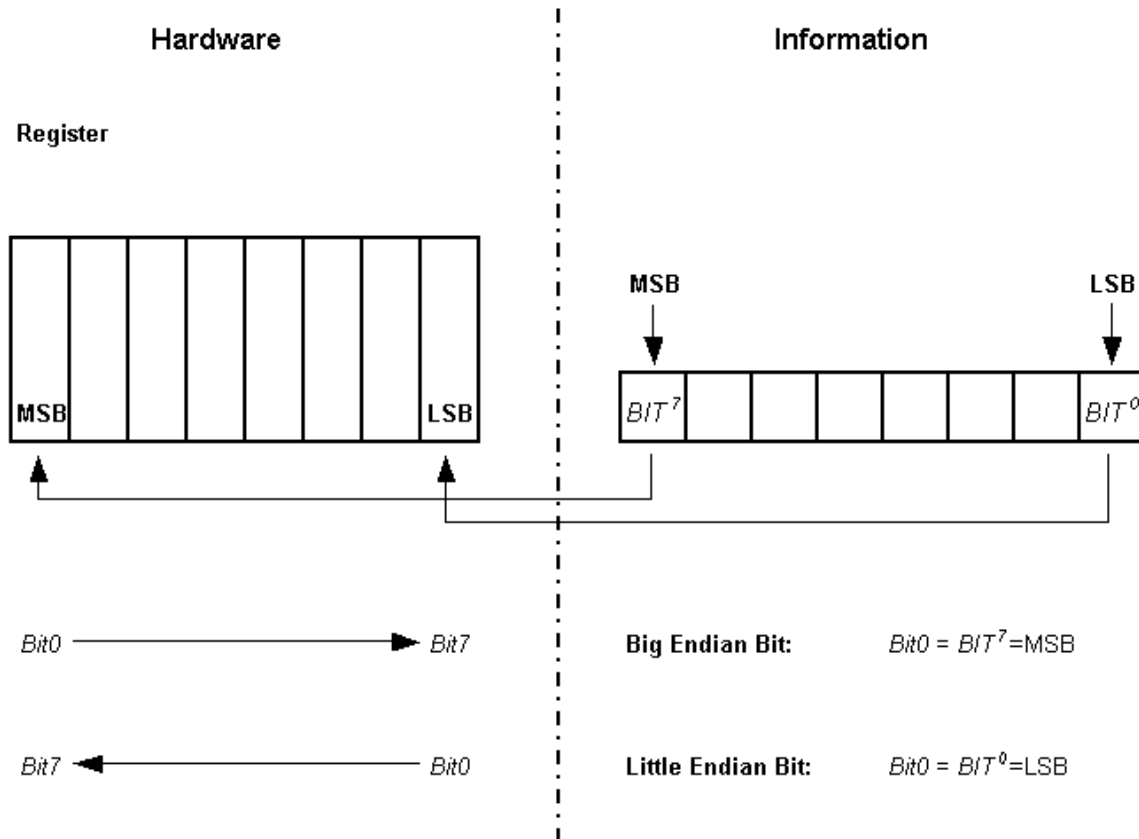 Hardware
Information
Register
MSB LSB
MSB LSB
BIT⁷ BIT⁰
Bit0 Bit7
Big Endian Bit: Bit0 = BIT⁷=MSB
Bit7 Bit0
Little Endian Bit: Bit0 = BIT⁰=LSB